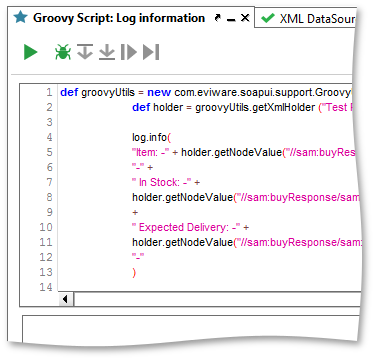 Groovy Script: Log information
XML DataSour
1 def groovyUtils = new com.eviware.soapui.support.Groovy
2 def holder = groovyUtils.getXmlHolder ("Test
3
4 log.info(
5 "Item: -" + holder.getNodeValue("//sam:buyRes
6 "-" +
7 " In Stock: -" +
8 holder.getNodeValue("//sam:buyResponse/sam
9 +
10 " Expected Delivery: -" +
11 holder.getNodeValue("//sam:buyResponse/sam:
12 "-"
13 )
14